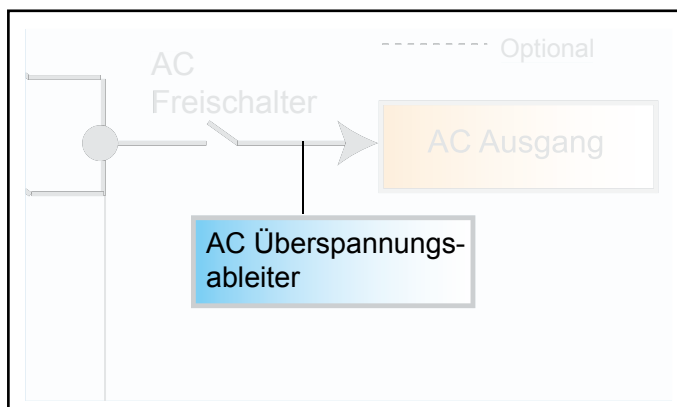 Optional
AC
Freischalter
AC Ausgang
AC Überspannungs-
ableiter